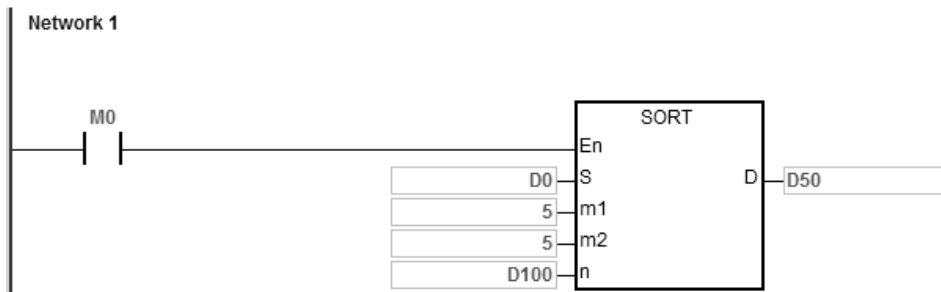 Network 1
M0
SORT
En
D0 S D D50
5 m1
5 m2
D100 n